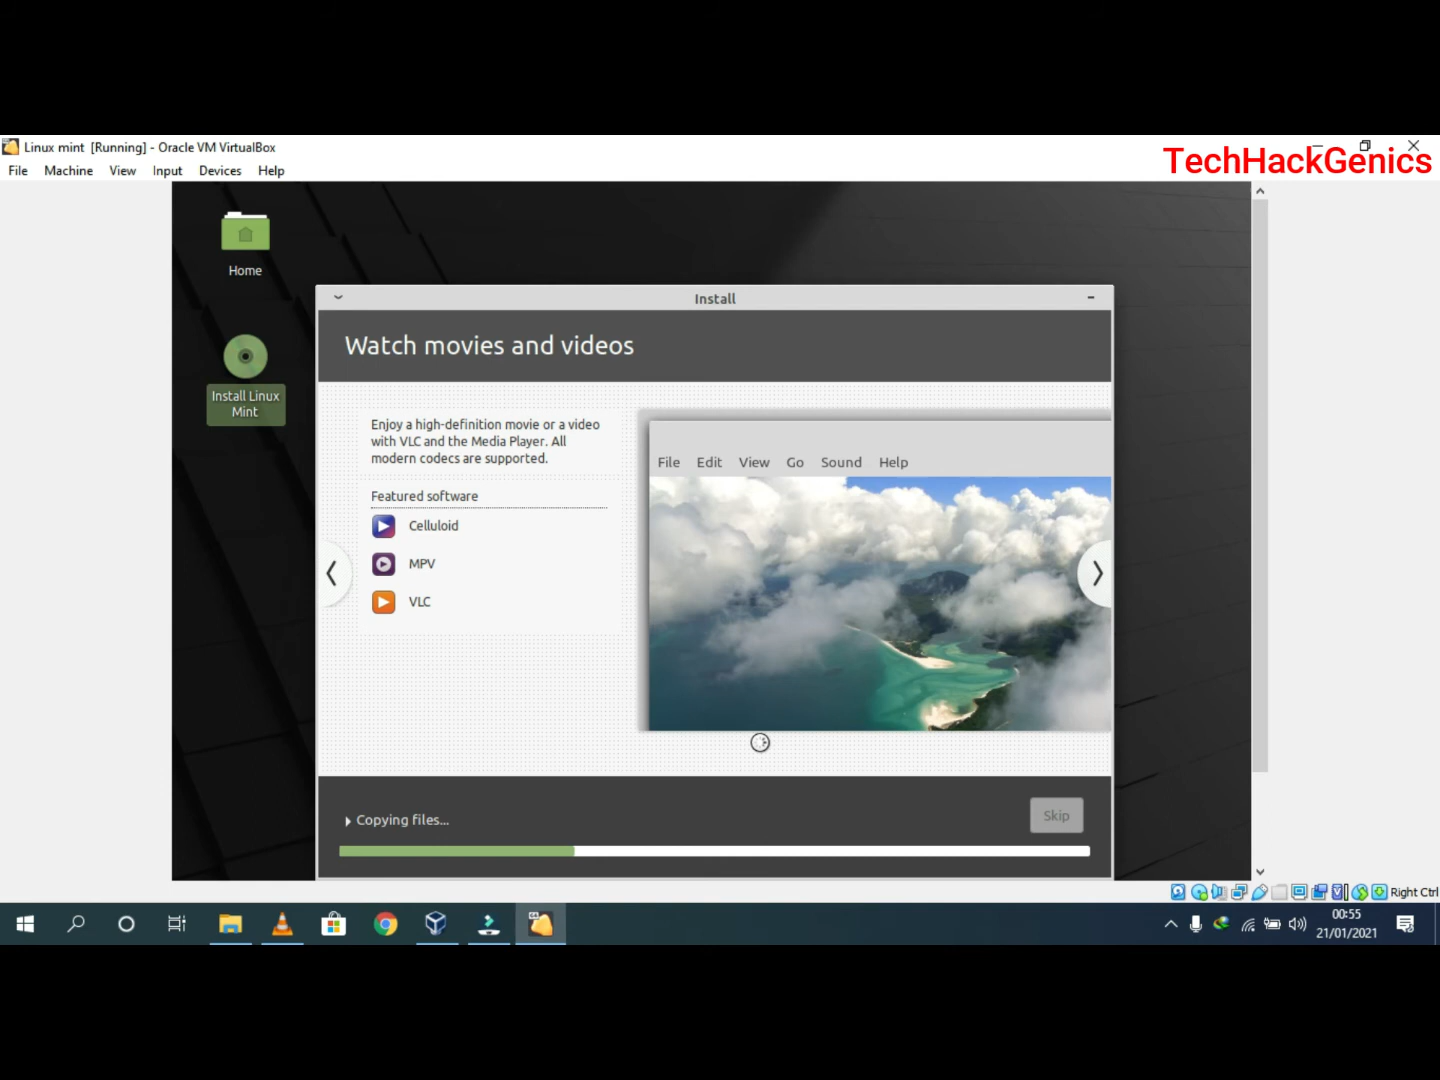 Linux mint [Running] - Oracle VM VirtualBox
TechHackGenics
File Machine View Input Devices Help
Home
Install Linux
Mint
Install
Watch movies and videos
Enjoy a high-definition movie or a video
with VLC and the Media Player. All
modern codecs are supported.
Featured software
Celluloid
MPV
VLC
File Edit View Go Sound Help
Copying files...
Skip
Right Ctrl
00:55
21/01/2021